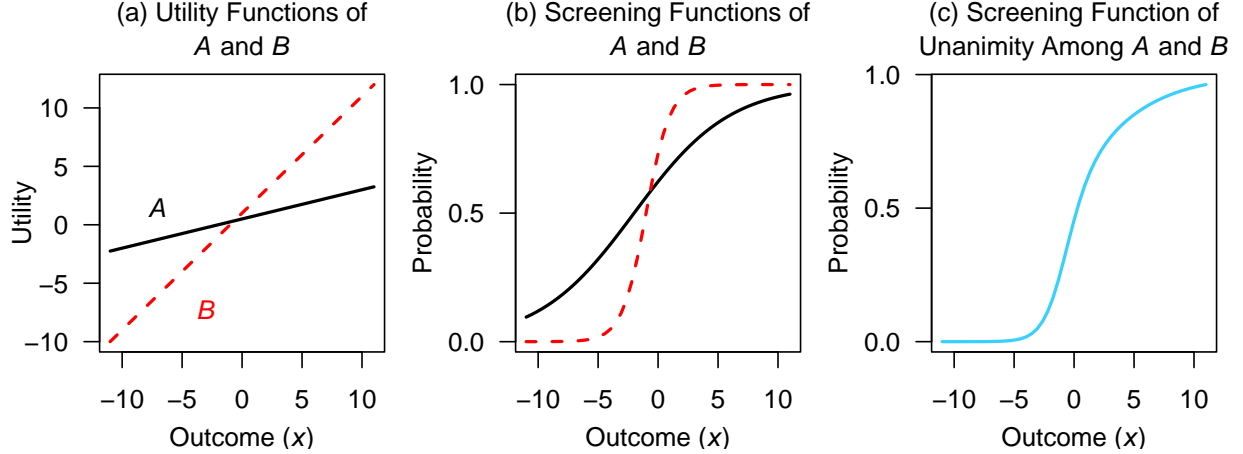 (a) Utility Functions of
A and B
10
5
0
−5
−10
Utility
A
B
−10 −5 0 5 10
Outcome (x)
(b) Screening Functions of
A and B
1.0
0.5
0.0
Probability
−10 −5 0 5 10
Outcome (x)
(c) Screening Function of
Unanimity Among A and B
1.0
0.5
0.0
Probability
−10 −5 0 5 10
Outcome (x)